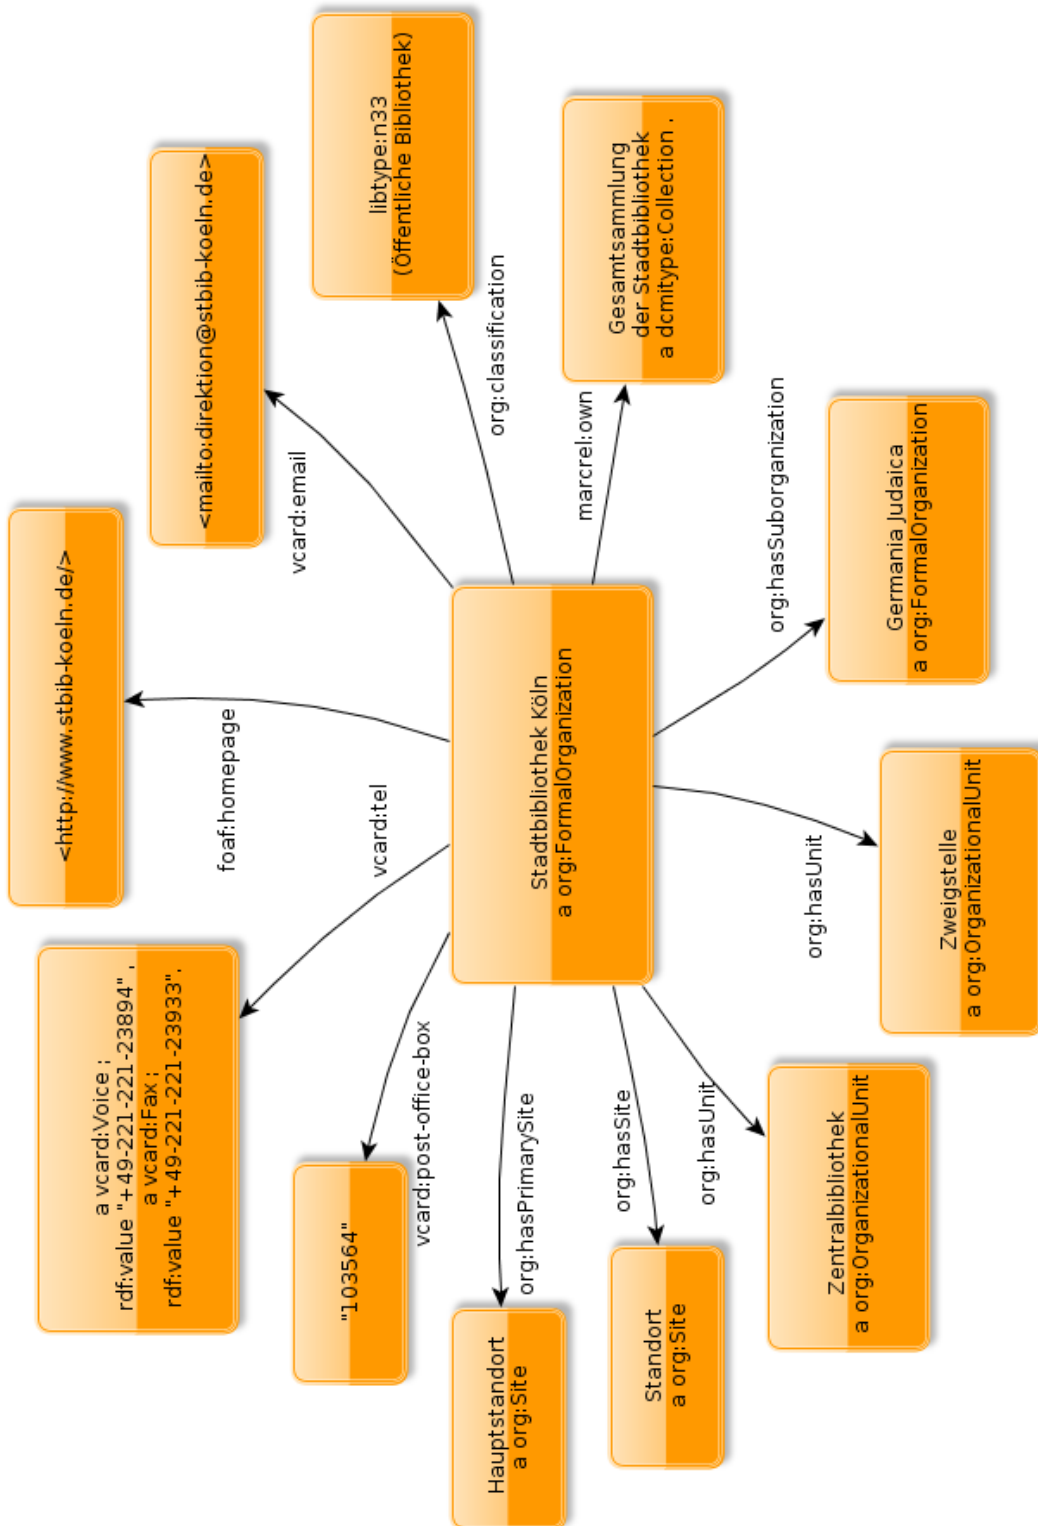 a vcard:Voice ;
rdf:value "+49-221-221-23894" ,
a vcard:Fax ;
rdf:value "+49-221-221-23933".
<http://www.stbib-koeln.de/>
<mailto:direktion@stbib-koeln.de>
libtype:n33
(Öffentliche Bibliothek)
foaf:homepage
vcard:email
vcard:tel
org:classification
"103564"
vcard:post-office-box
Stadtbibliothek Köln
a org:FormalOrganization
marcrel:own
Gesamtsammlung
der Stadtbibliothek
a dcmitype:Collection .
Hauptstandort
a org:Site
org:hasPrimarySite
org:hasSite
Standort
a org:Site
org:hasUnit
org:hasUnit
org:hasSuborganization
Zentralbibliothek
a org:OrganizationalUnit
Zweigstelle
a org:OrganizationalUnit
Germania Judaica
a org:FormalOrganization